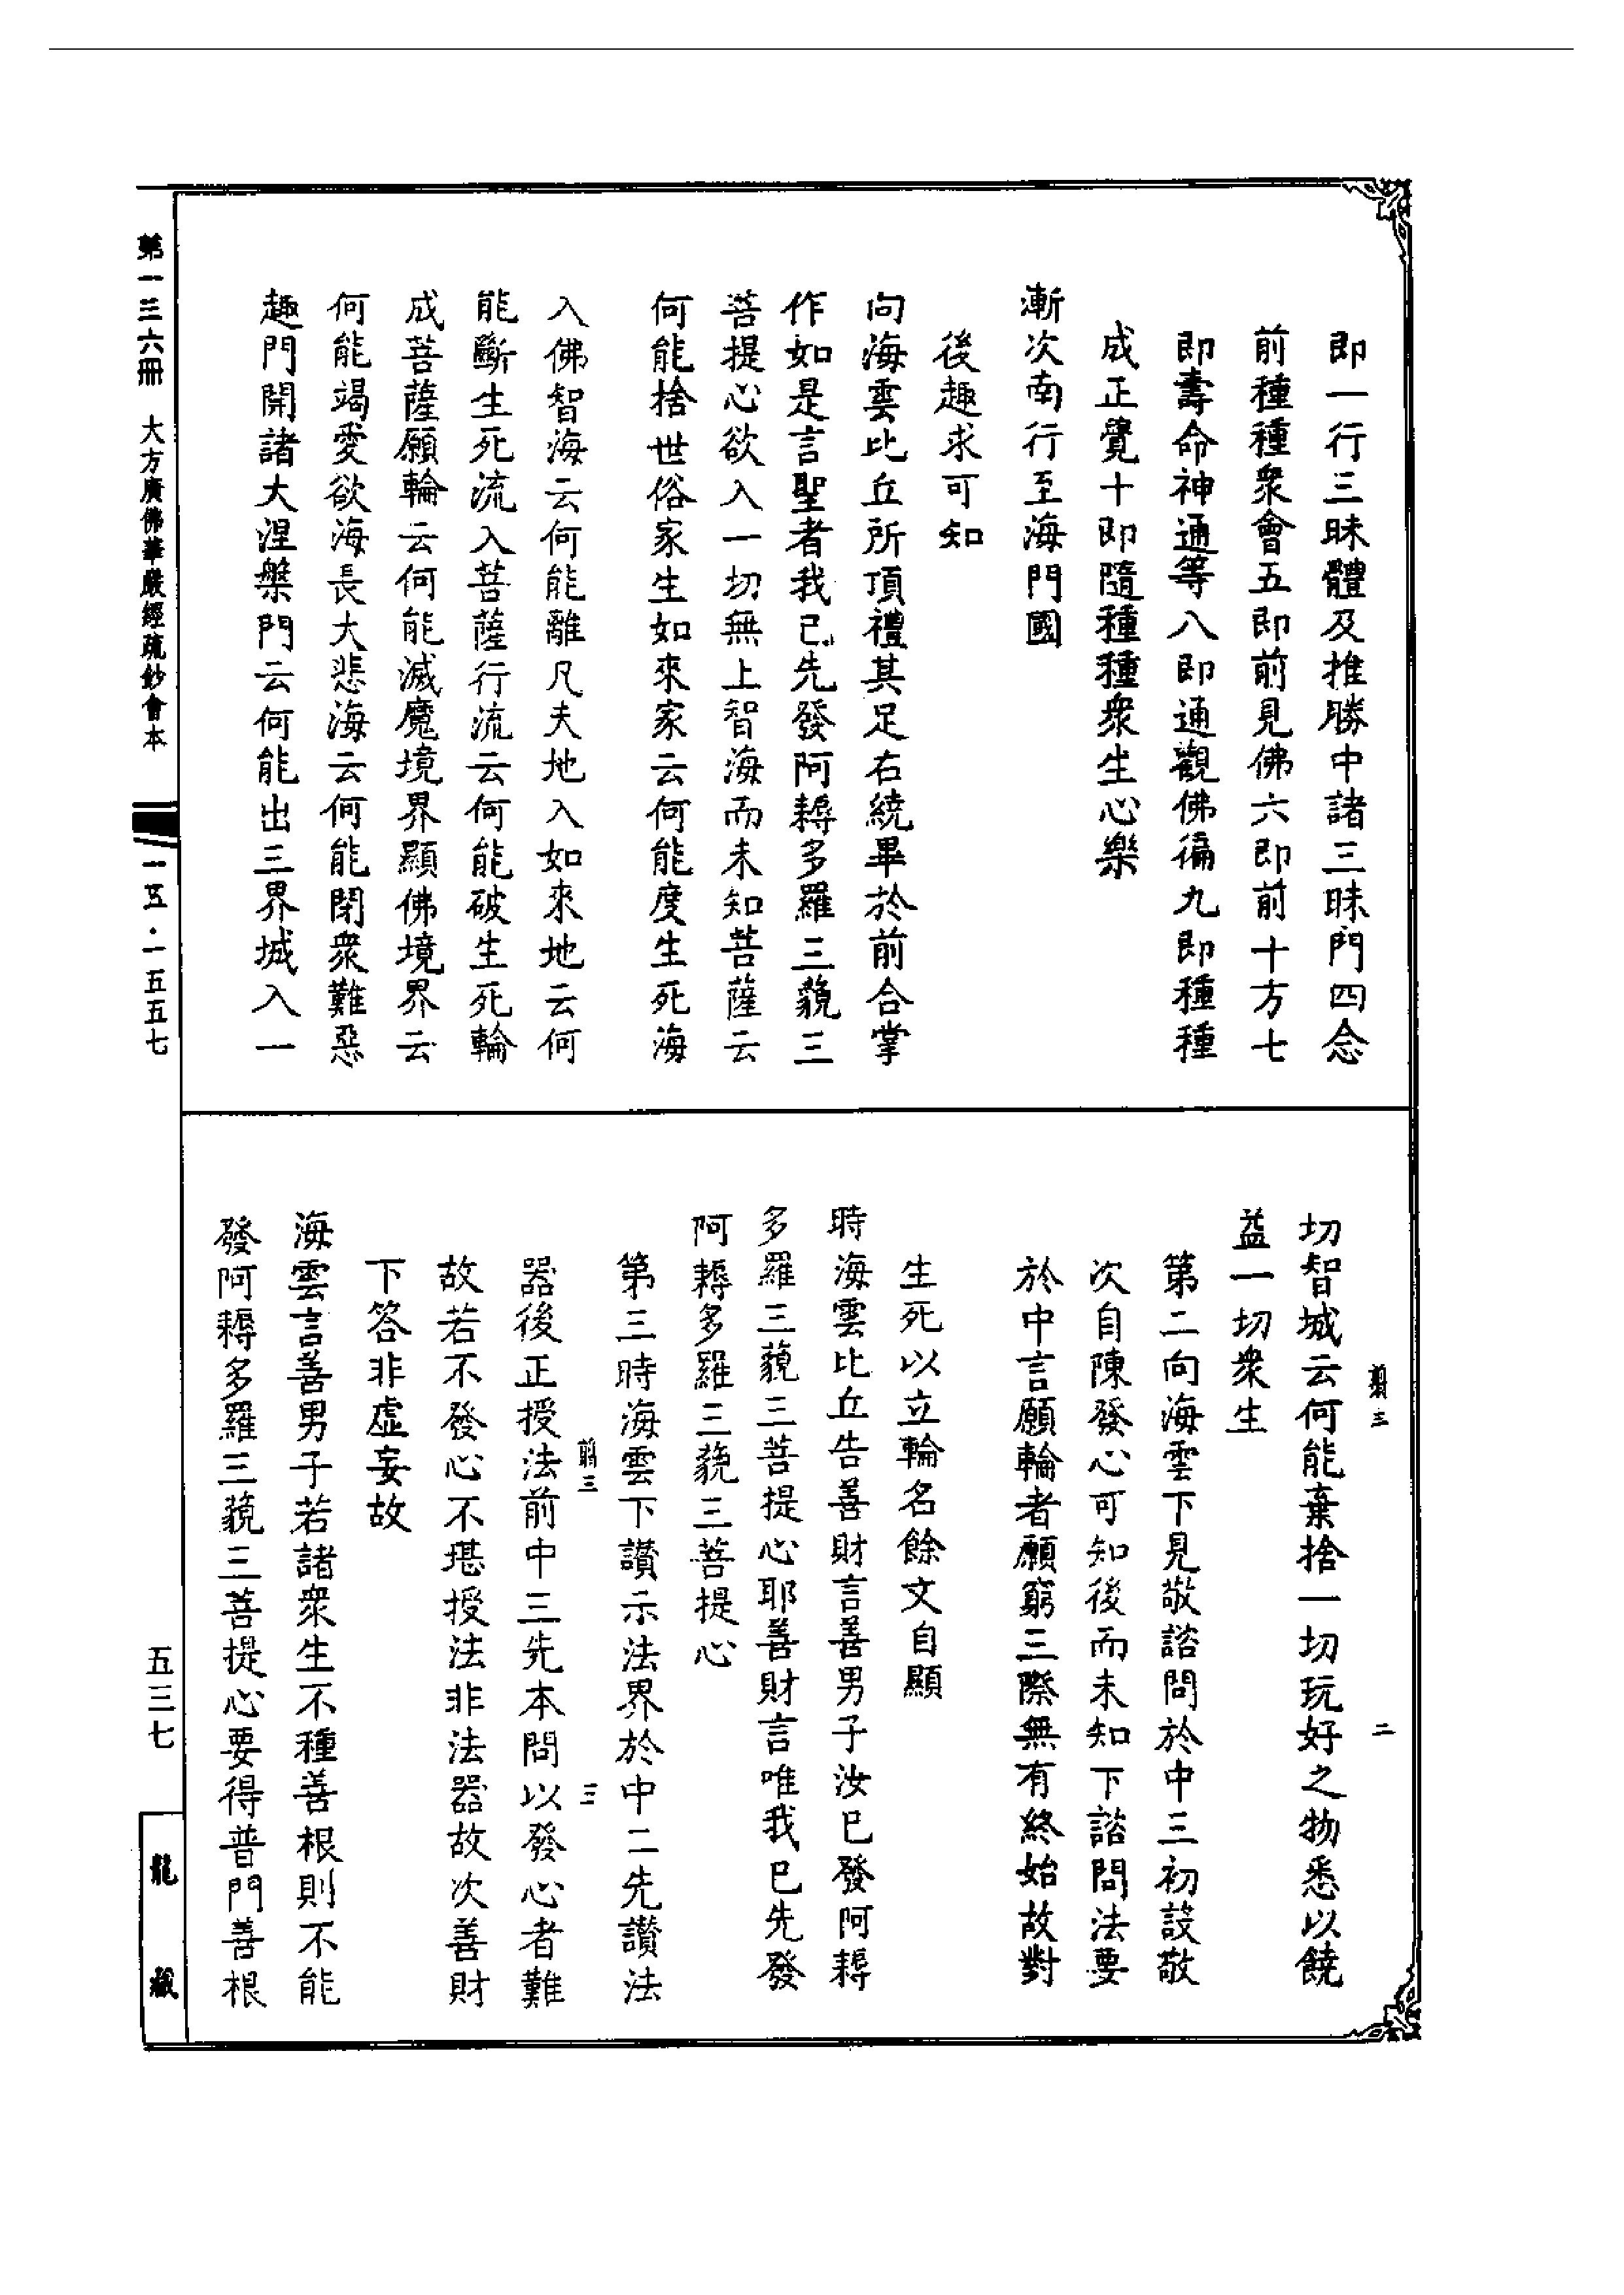 即一行三昧體及推勝中諸三昧門四念
前種種衆會五即前見佛六即前十方七
即壽命神通等八即通觀佛徧九即種種
成正覺十即隨種種衆生心樂
漸次南行至海門國
後趣求可知
向海雲比丘所頂禮其足右繞畢於前合掌
作如是言聖者我已先發阿耨多羅三藐三
菩提心欲入一切無上智海而未知菩薩云
何能捨世俗家生如來家云何能度生死海
入佛智海云何能離凡夫地入如來地云何
能斷生死流入菩薩行流云何能破生死輪
成菩薩願輪云何能滅魔境界顯佛境界云
何能竭愛欲海長大悲海云何能閉衆難惡
趣門開諸大涅槃門云何能出三界城入一
翦三
二
切智城云何能棄捨一切玩好之物悉以饒
益一切衆生
第二向海雲下見敬諮問於中三初設敬
次自陳發心可知後而未知下諮問法要
於中言願輪者願窮三際無有終始故對
生死以立輪名餘文自顯
時海雲比丘告善財言善男子汝已發阿耨
多羅三藐三菩提心耶善財言唯我已先發
阿耨多羅三藐三菩提心
第三時海雲下讚示法界於中二先讚法
翦三
三
器後正授法前中三先本問以發心者難
故若不發心不堪授法非法器故次善財
下答非虛妄故
海雲言善男子若諸衆生不種善根則不能
發阿耨多羅三藐三菩提心要得普門善根
第一三六冊 大方廣佛華嚴經疏鈔會本
一五·一五五七
五三七
龍藏